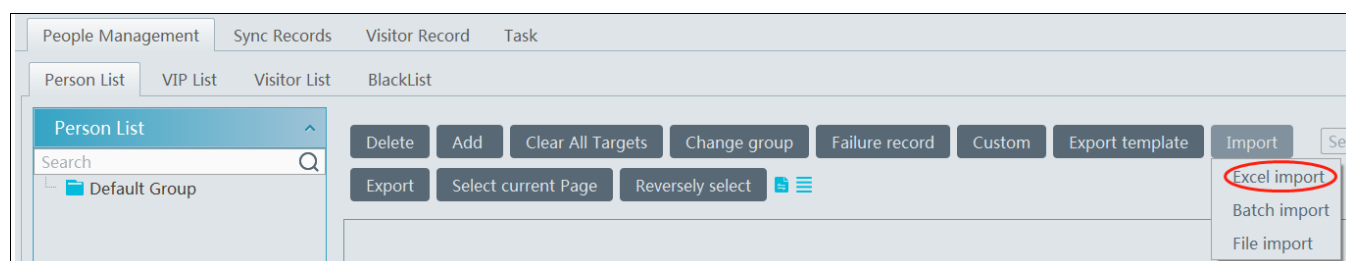 People Management Sync Records Visitor Record Task
Person List VIP List Visitor List BlackList
Person List
Search
Default Group
Delete Add Clear All Targets Change group Failure record Custom Export template Import Se
Export Select current Page Reversely select
Excel import
Batch import
File import